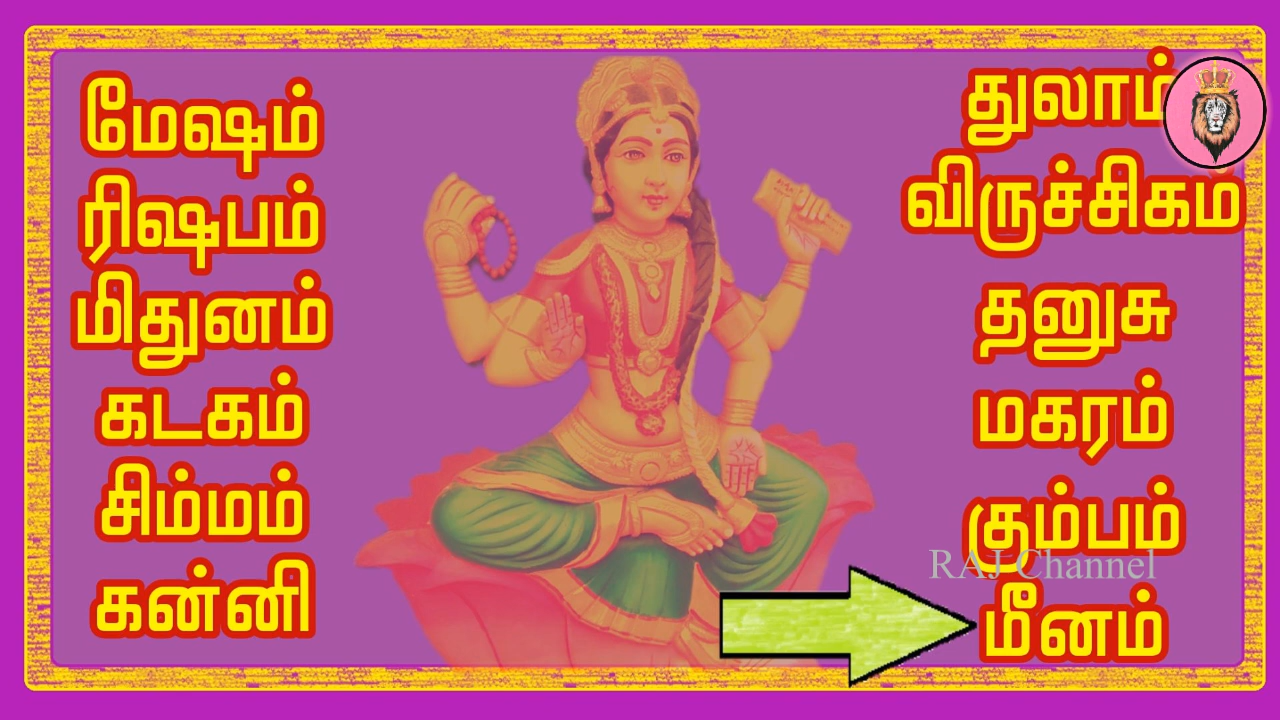 மேஷம்
ரிஷபம்
மிதுனம்
கடகம்
சிம்மம்
கன்னி
துலாம்
விருச்சிகம்
தனுசு
மகரம்
கும்பம்
RAJ Channel
மீனம்